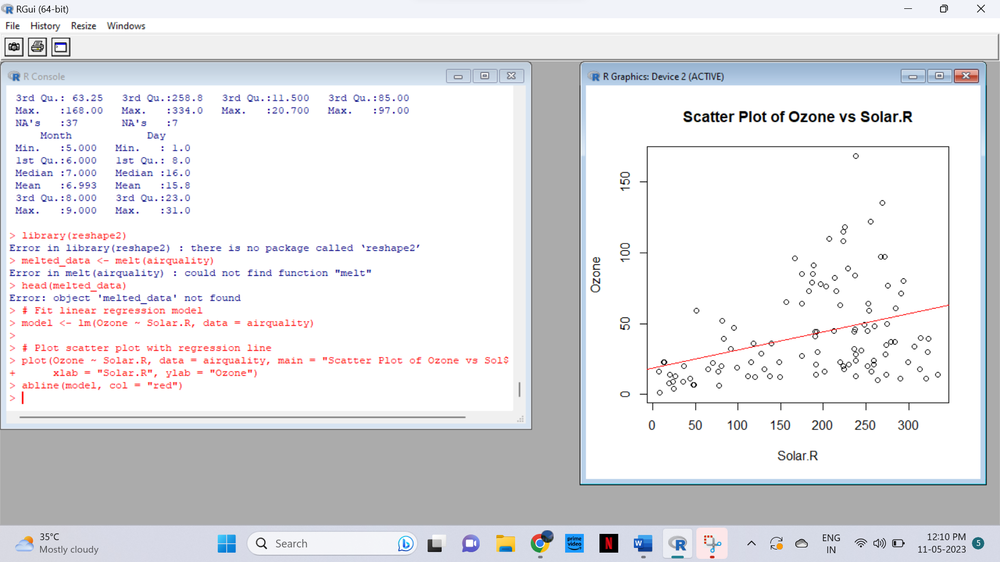 RGui (64-bit)
File History Resize Windows
R Console
3rd Qu.: 63.25 3rd Qu.:258.8 3rd Qu.:11.500 3rd Qu.:85.00
Max. :168.00 Max. :334.0 Max. :20.700 Max. :97.00
NA's :37 NA's :7
Month Day
Min. :5.000 Min. : 1.0
1st Qu.:6.000 1st Qu.: 8.0
Median :7.000 Median :16.0
Mean :6.993 Mean :15.8
3rd Qu.:8.000 3rd Qu.:23.0
Max. :9.000 Max. :31.0
> library(reshape2)
Error in library(reshape2) : there is no package called ‘reshape2’
> melted_data <- melt(airquality)
Error in melt(airquality) : could not find function "melt"
> head(melted_data)
Error: object 'melted_data' not found
> # Fit linear regression model
> model <- lm(Ozone ~ Solar.R, data = airquality)
>
> # Plot scatter plot with regression line
> plot(Ozone ~ Solar.R, data = airquality, main = "Scatter Plot of Ozone vs Sol$
+ xlab = "Solar.R", ylab = "Ozone")
> abline(model, col = "red")
>
R Graphics: Device 2 (ACTIVE)
Scatter Plot of Ozone vs Solar.R
150
100
50
0
Ozone
0 50 100 150 200 250 300
Solar.R
35°C
Mostly cloudy
Search
prime
video
N
W
R
ENG
IN
12:10 PM
11-05-2023
5